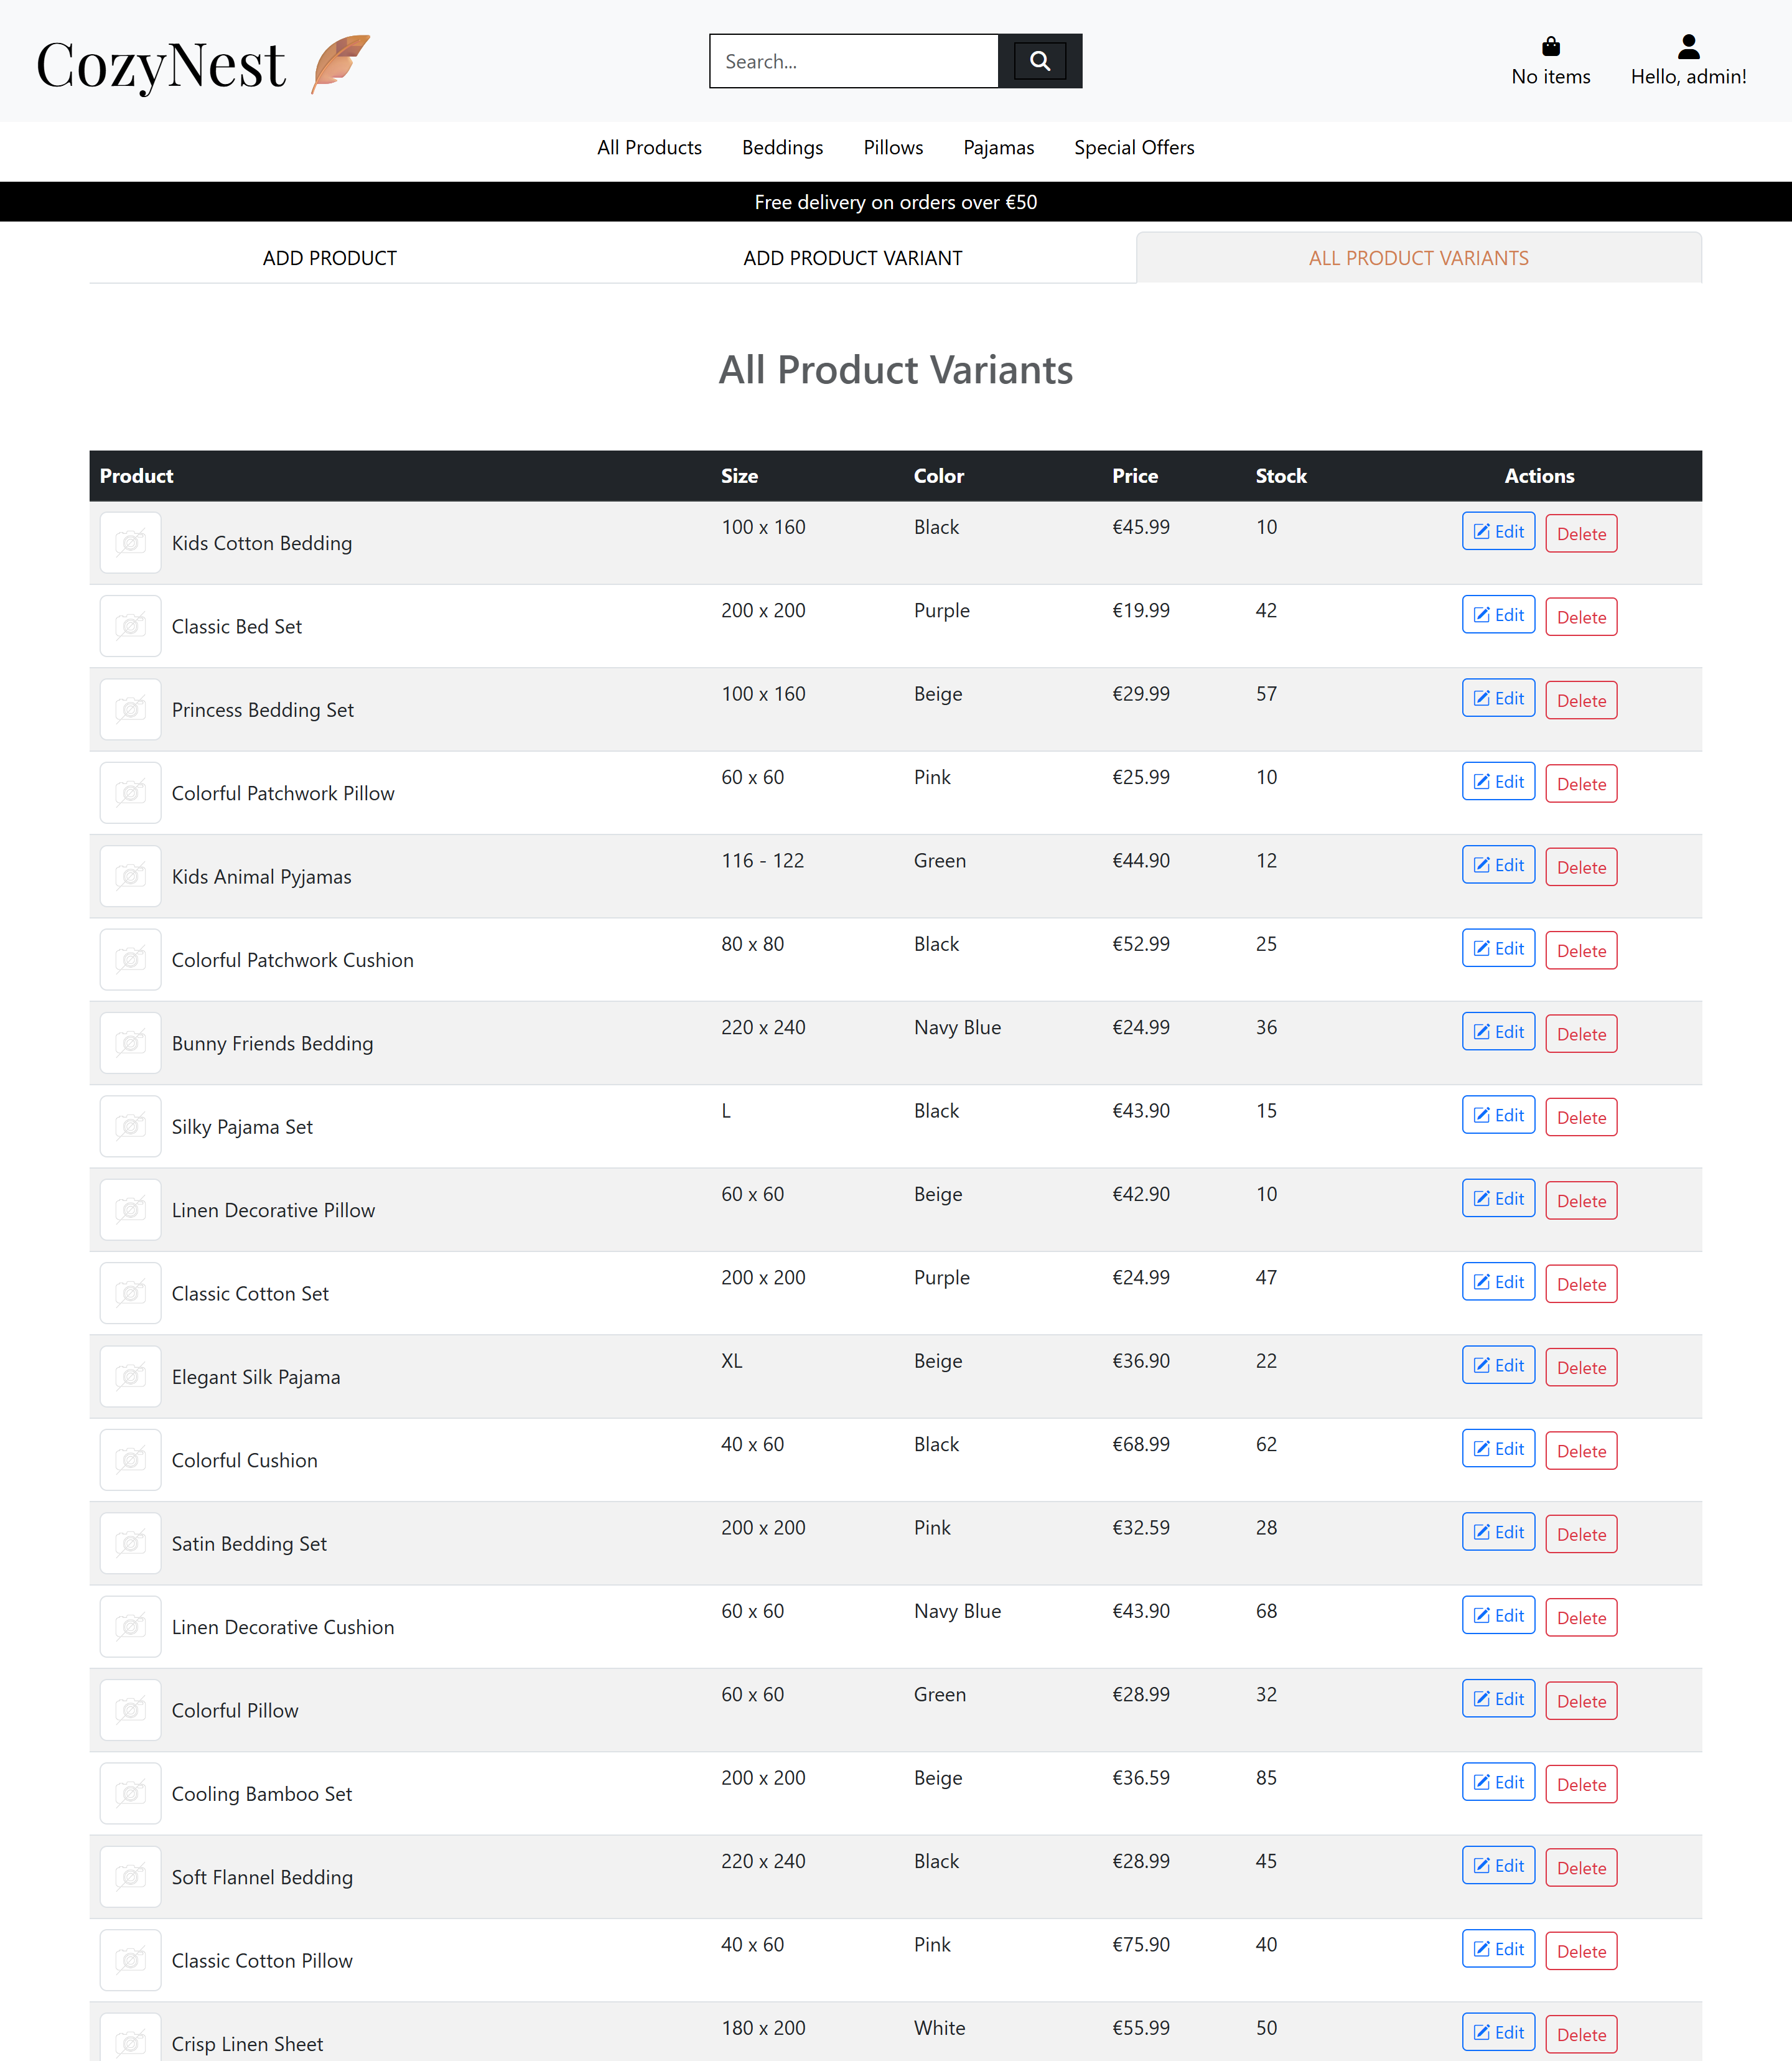 CozyNest
Search...
No items
Hello, admin!
All Products Beddings Pillows Pajamas Special Offers
Free delivery on orders over €50
ADD PRODUCT ADD PRODUCT VARIANT ALL PRODUCT VARIANTS
All Product Variants
Product Size Color Price Stock Actions
Kids Cotton Bedding 100 x 160 Black €45.99 10 Edit Delete
Classic Bed Set 200 x 200 Purple €19.99 42 Edit Delete
Princess Bedding Set 100 x 160 Beige €29.99 57 Edit Delete
Colorful Patchwork Pillow 60 x 60 Pink €25.99 10 Edit Delete
Kids Animal Pyjamas 116 - 122 Green €44.90 12 Edit Delete
Colorful Patchwork Cushion 80 x 80 Black €52.99 25 Edit Delete
Bunny Friends Bedding 220 x 240 Navy Blue €24.99 36 Edit Delete
Silky Pajama Set L Black €43.90 15 Edit Delete
Linen Decorative Pillow 60 x 60 Beige €42.90 10 Edit Delete
Classic Cotton Set 200 x 200 Purple €24.99 47 Edit Delete
Elegant Silk Pajama XL Beige €36.90 22 Edit Delete
Colorful Cushion 40 x 60 Black €68.99 62 Edit Delete
Satin Bedding Set 200 x 200 Pink €32.59 28 Edit Delete
Linen Decorative Cushion 60 x 60 Navy Blue €43.90 68 Edit Delete
Colorful Pillow 60 x 60 Green €28.99 32 Edit Delete
Cooling Bamboo Set 200 x 200 Beige €36.59 85 Edit Delete
Soft Flannel Bedding 220 x 240 Black €28.99 45 Edit Delete
Classic Cotton Pillow 40 x 60 Pink €75.90 40 Edit Delete
Crisp Linen Sheet 180 x 200 White €55.99 50 Edit Delete